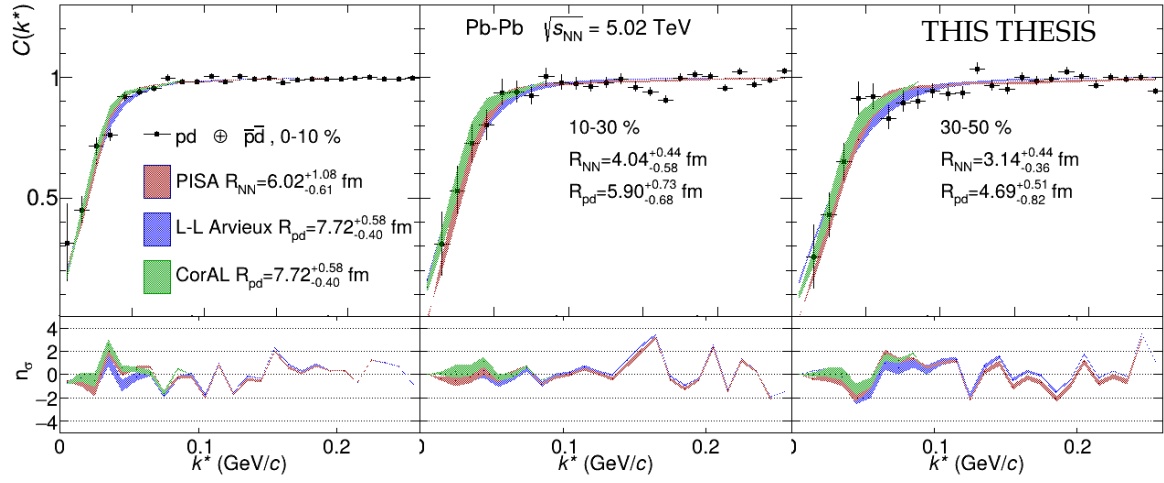 C(k*)
1
0.5
pd ⊕ p̅d̅ , 0-10 %
PISA R_NN=6.02 +1.08 -0.61 fm
L-L Arvieux R_pd=7.72 +0.58 -0.40 fm
CorAL R_pd=7.72 +0.58 -0.40 fm
Pb-Pb √s_NN = 5.02 TeV
10-30 %
R_NN=4.04 +0.44 -0.58 fm
R_pd=5.90 +0.73 -0.68 fm
THIS THESIS
30-50 %
R_NN=3.14 +0.44 -0.36 fm
R_pd=4.69 +0.51 -0.82 fm
n_σ
4
2
0
−2
−4
0 0.1 0.2
k* (GeV/c)
0 0.1 0.2
k* (GeV/c)
0 0.1 0.2
k* (GeV/c)